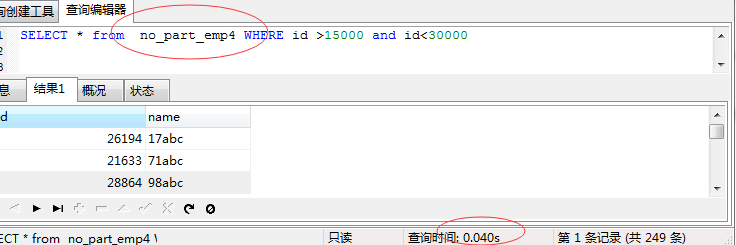 询创建工具 查询编辑器
1 SELECT * from no_part_emp4 WHERE id >15000 and id<30000
2
3
息 结果1 概况 状态
d name
26194 17abc
21633 71abc
28864 98abc
ECT * from no_part_emp4 \ 只读 查询时间: 0.040s 第 1 条记录 (共 249 条)